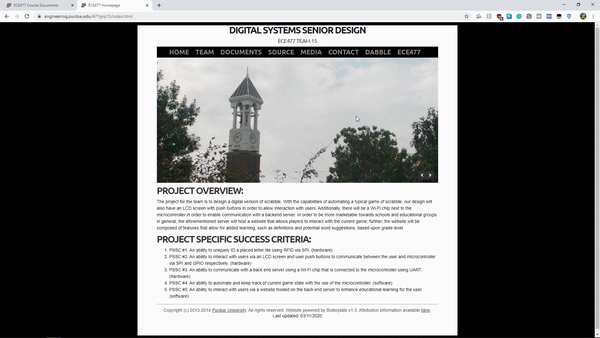 ECE477 Course Documents
ECE477 Homepage
engineering.purdue.edu/477grp15/index.html
DIGITAL SYSTEMS SENIOR DESIGN
ECE477 TEAM 15
HOME TEAM DOCUMENTS SOURCE MEDIA CONTACT DABBLE ECE477
PROJECT OVERVIEW:
The project for the team is to design a digital version of scrabble. With the capabilities of automating a typical game of scrabble, our design will
also have an LCD screen with push buttons in order to allow interaction with users. Additionally, there will be a Wi-Fi chip next to the
microcontroller in order to enable communication with a backend server. In order to be more marketable towards schools and educational groups
in general, the aforementioned server will host a website that allows players to interact with the current game; further, the website will be
composed of features that allow for added learning, such as definitions and potential word suggestions, based upon grade level.
PROJECT SPECIFIC SUCCESS CRITERIA:
1. PSSC #1: An ability to uniquely ID a placed letter tile using RFID via SPI. (hardware)
2. PSSC #2: An ability to interact with users via an LCD screen and user push buttons to communicate between the user and microcontroller
via SPI and GPIO respectively. (hardware)
3. PSSC #3: An ability to communicate with a back end server using a Wi-Fi chip that is connected to the microcontroller using UART.
(hardware)
4. PSSC #4: An ability to automate and keep track of current game state with the use of the microcontroller. (software)
5. PSSC #5: An ability to interact with users via a website hosted on the back end server to enhance educational learning for the user.
(software)
Copyright (c) 2013-2014 Purdue University. All rights reserved. Website powered by Boilerplate v1.3. Attribution information available here.
Last updated: 03/11/2020